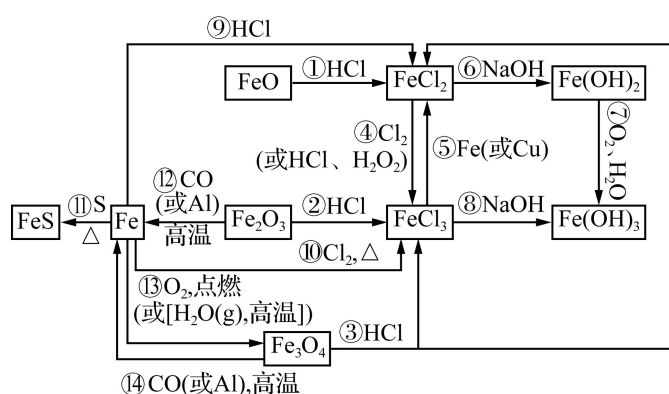 ⑨HCl
FeO
①HCl
FeCl₂
⑥NaOH
Fe(OH)₂
④Cl₂
(或HCl、H₂O₂)
⑤Fe(或Cu)
⑦O₂、H₂O
⑪S
△
FeS
Fe
⑫CO
(或Al)
高温
Fe₂O₃
②HCl
FeCl₃
⑧NaOH
Fe(OH)₃
⑩Cl₂,△
⑬O₂,点燃
(或[H₂O(g),高温])
Fe₃O₄
③HCl
⑭CO(或Al),高温